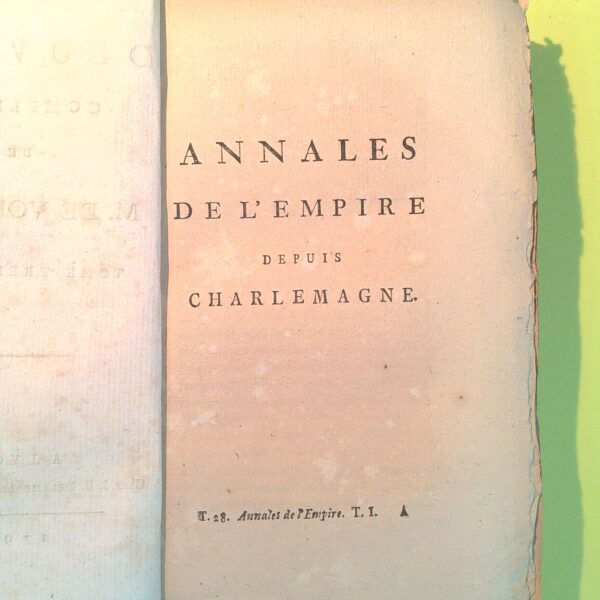 ANNALES
DE L'EMPIRE
DEPUIS
CHARLEMAGNE.
T. 28. Annales de l'Empire. T. I. A